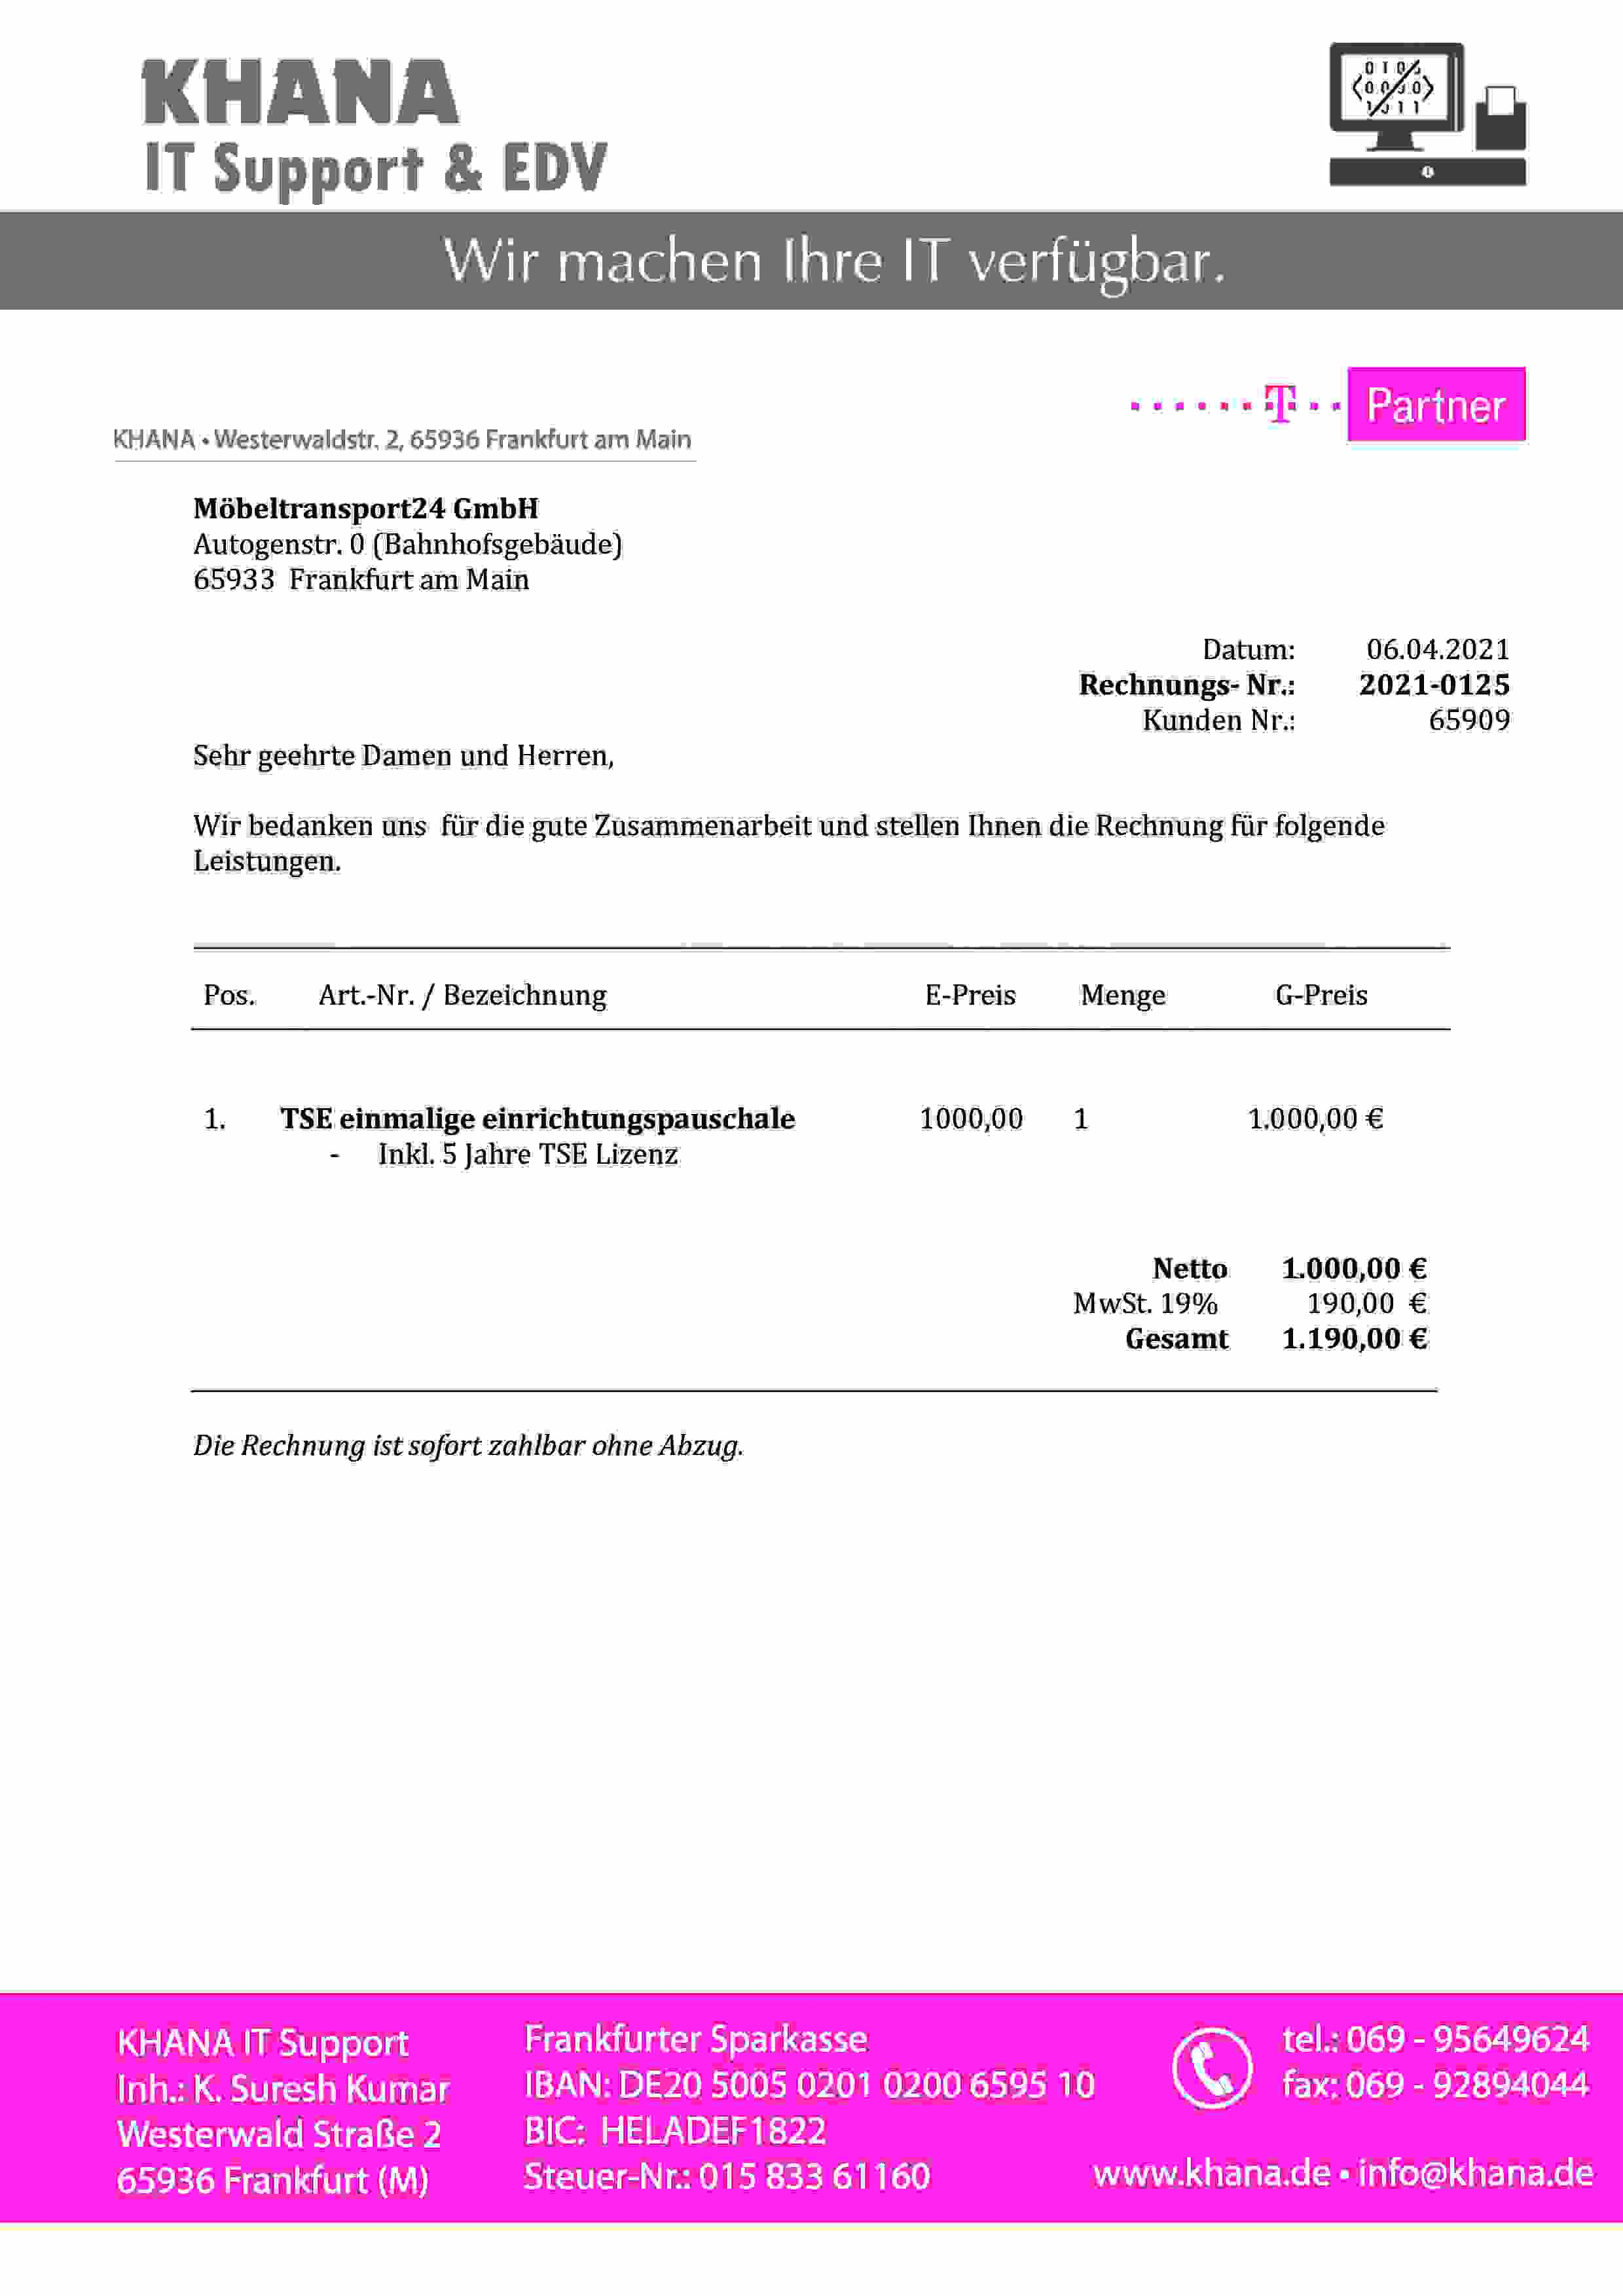 KHANA
IT Support & EDV
Wir machen Ihre IT verfügbar.
T Partner
KHANA • Westerwaldstr. 2, 65936 Frankfurt am Main
Möbeltransport24 GmbH
Autogenstr. 0 (Bahnhofsgebäude)
65933 Frankfurt am Main
Datum: 06.04.2021
Rechnungs- Nr.: 2021-0125
Kunden Nr.: 65909
Sehr geehrte Damen und Herren,
Wir bedanken uns für die gute Zusammenarbeit und stellen Ihnen die Rechnung für folgende
Leistungen.
Pos. Art.-Nr. / Bezeichnung E-Preis Menge G-Preis
1. TSE einmalige einrichtungspauschale 1000,00 1 1.000,00 €
- Inkl. 5 Jahre TSE Lizenz
Netto 1.000,00 €
MwSt. 19% 190,00 €
Gesamt 1.190,00 €
Die Rechnung ist sofort zahlbar ohne Abzug.
KHANA IT Support
Inh.: K. Suresh Kumar
Westerwald Straße 2
65936 Frankfurt (M)
Frankfurter Sparkasse
IBAN: DE20 5005 0201 0200 6595 10
BIC: HELADEF1822
Steuer-Nr.: 015 833 61160
tel.: 069 - 95649624
fax: 069 - 92894044
www.khana.de • info@khana.de